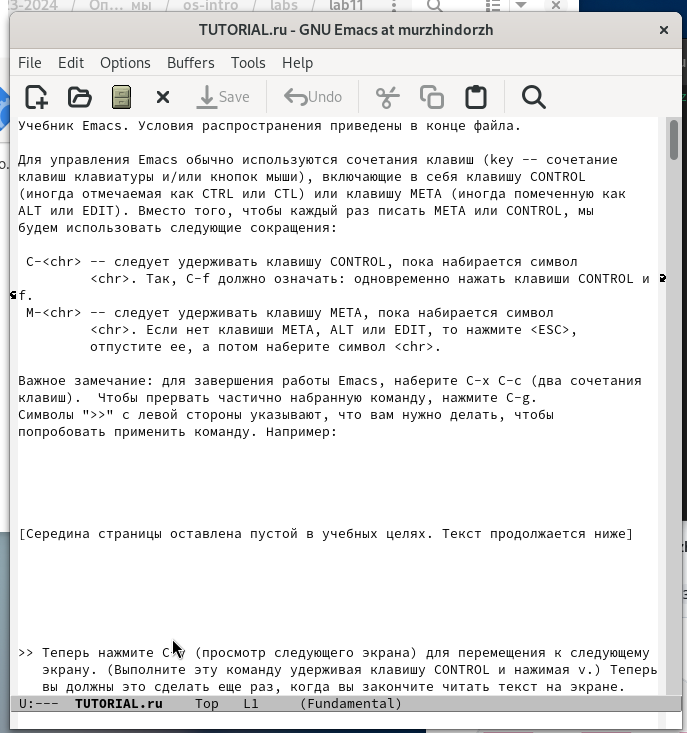 3-2024 / Оп... мы / os-intro / labs / lab11
TUTORIAL.ru - GNU Emacs at murzhindorzh
File Edit Options Buffers Tools Help
Save Undo
Учебник Emacs. Условия распространения приведены в конце файла.
Для управления Emacs обычно используются сочетания клавиш (key -- сочетание
клавиш клавиатуры и/или кнопок мыши), включающие в себя клавишу CONTROL
(иногда отмечаемая как CTRL или CTL) или клавишу META (иногда помеченную как
ALT или EDIT). Вместо того, чтобы каждый раз писать META или CONTROL, мы
будем использовать следующие сокращения:
C-<chr> -- следует удерживать клавишу CONTROL, пока набирается символ
<chr>. Так, C-f должно означать: одновременно нажать клавиши CONTROL и
f.
M-<chr> -- следует удерживать клавишу META, пока набирается символ
<chr>. Если нет клавиши META, ALT или EDIT, то нажмите <ESC>,
отпустите ее, а потом наберите символ <chr>.
Важное замечание: для завершения работы Emacs, наберите C-x C-c (два сочетания
клавиш).  Чтобы прервать частично набранную команду, нажмите C-g.
Символы ">>" с левой стороны указывают, что вам нужно делать, чтобы
попробовать применить команду. Например:
[Середина страницы оставлена пустой в учебных целях. Текст продолжается ниже]
>> Теперь нажмите C-v (просмотр следующего экрана) для перемещения к следующему
экрану. (Выполните эту команду удерживая клавишу CONTROL и нажимая v.) Теперь
вы должны это сделать еще раз, когда вы закончите читать текст на экране.
U:--- TUTORIAL.ru Top L1 (Fundamental)